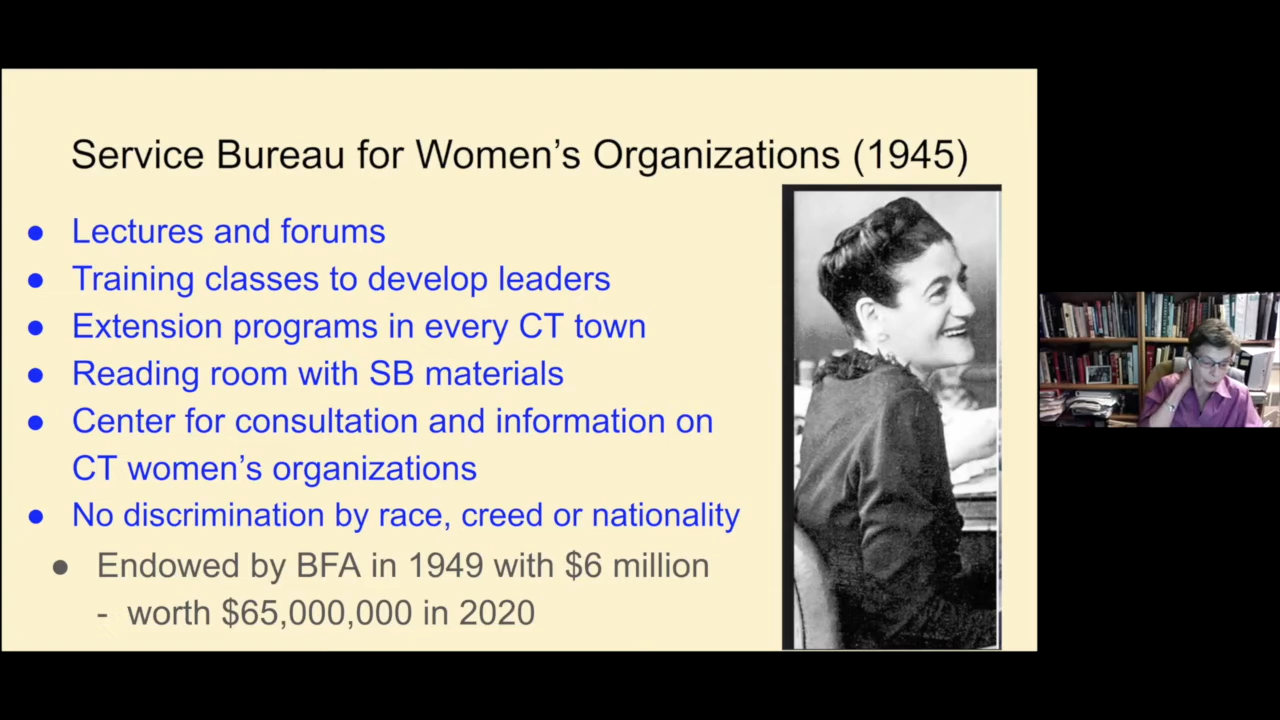 Service Bureau for Women’s Organizations (1945)
● Lectures and forums
● Training classes to develop leaders
● Extension programs in every CT town
● Reading room with SB materials
● Center for consultation and information on
CT women’s organizations
● No discrimination by race, creed or nationality
● Endowed by BFA in 1949 with $6 million
- worth $65,000,000 in 2020